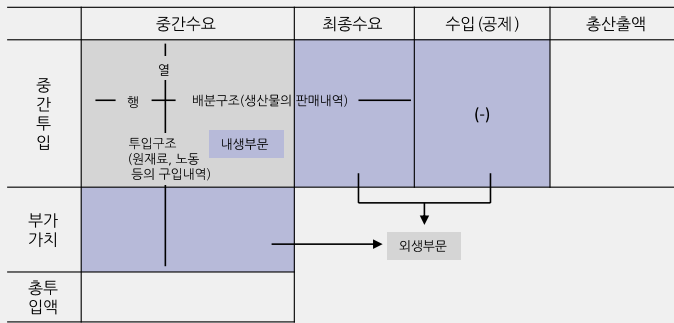 중간수요 최종수요 수입(공제) 총산출액
중
간
투
입
열
행 배분구조(생산물의 판매내역)
(-)
투입구조
(원재료, 노동
등의 구입내역)
내생부문
부가
가치
외생부문
총투
입액